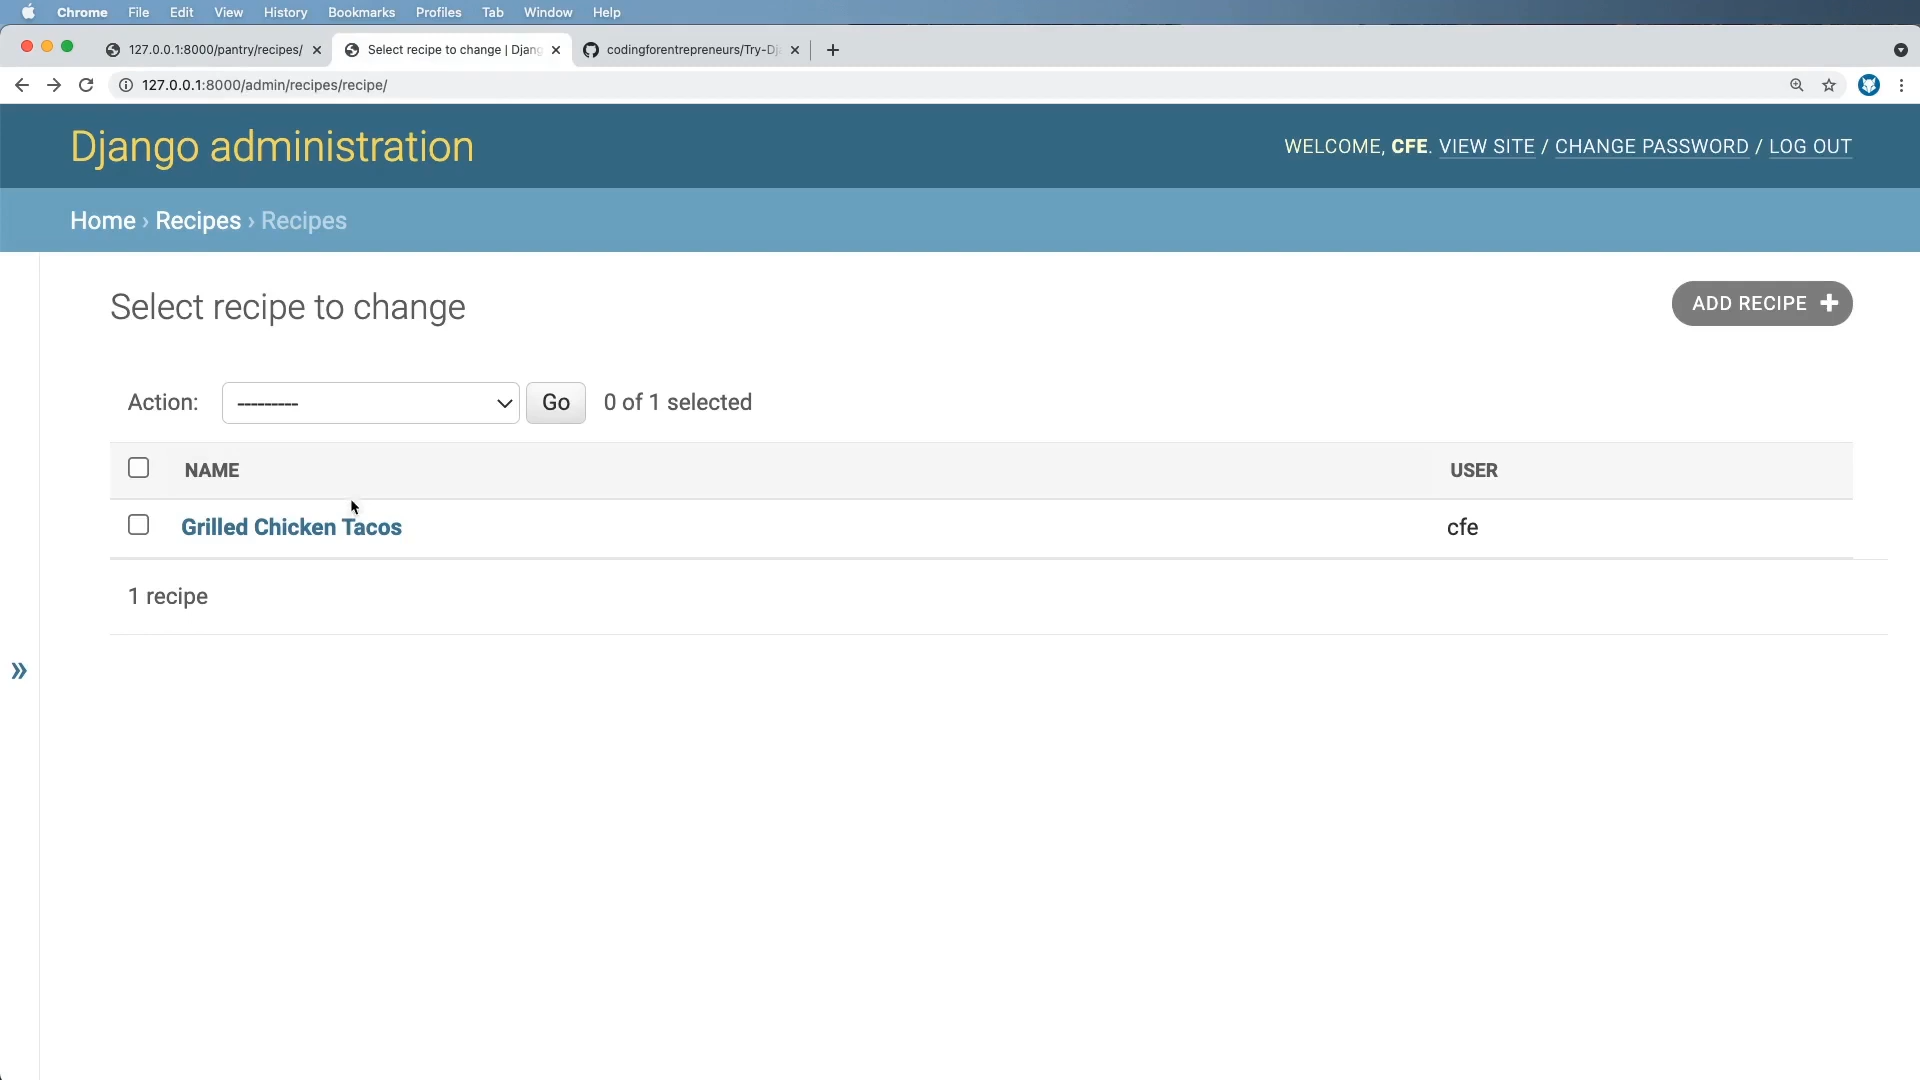 Chrome File Edit View History Bookmarks Profiles Tab Window Help
127.0.0.1:8000/pantry/recipes/
Select recipe to change | Djang
codingforentrepreneurs/Try-Dj
127.0.0.1:8000/admin/recipes/recipe/
Django administration
WELCOME, CFE. VIEW SITE / CHANGE PASSWORD / LOG OUT
Home › Recipes › Recipes
Select recipe to change
ADD RECIPE +
Action: --------- Go 0 of 1 selected
NAME USER
Grilled Chicken Tacos cfe
1 recipe
»